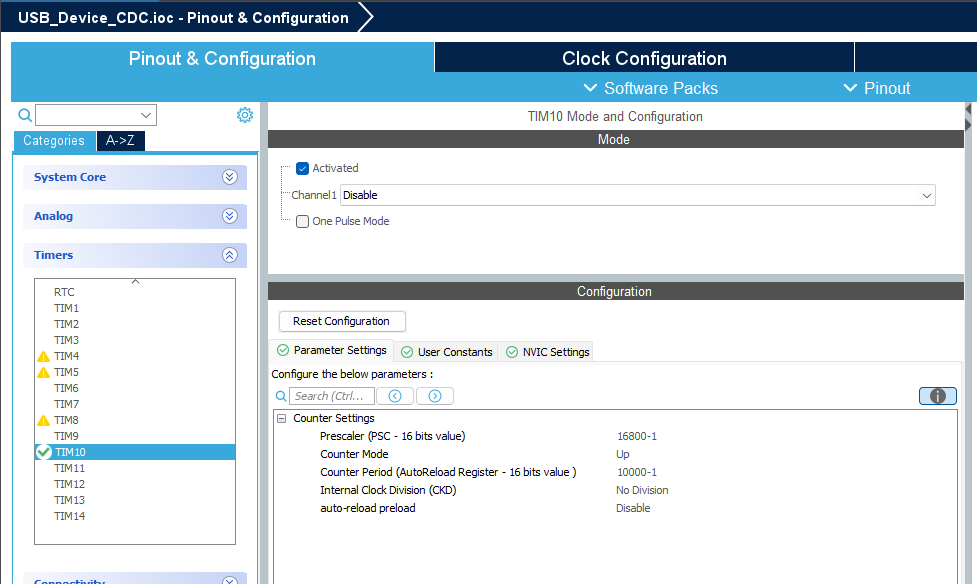 USB_Device_CDC.ioc - Pinout & Configuration
Pinout & Configuration
Clock Configuration
Software Packs
Pinout
Categories
A->Z
System Core
Analog
Timers
RTC
TIM1
TIM2
TIM3
TIM4
TIM5
TIM6
TIM7
TIM8
TIM9
TIM10
TIM11
TIM12
TIM13
TIM14
Connectivity
TIM10 Mode and Configuration
Mode
Activated
Channel1 Disable
One Pulse Mode
Configuration
Reset Configuration
Parameter Settings
User Constants
NVIC Settings
Configure the below parameters :
Search (Ctrl...
Counter Settings
Prescaler (PSC - 16 bits value) 16800-1
Counter Mode Up
Counter Period (AutoReload Register - 16 bits value ) 10000-1
Internal Clock Division (CKD) No Division
auto-reload preload Disable